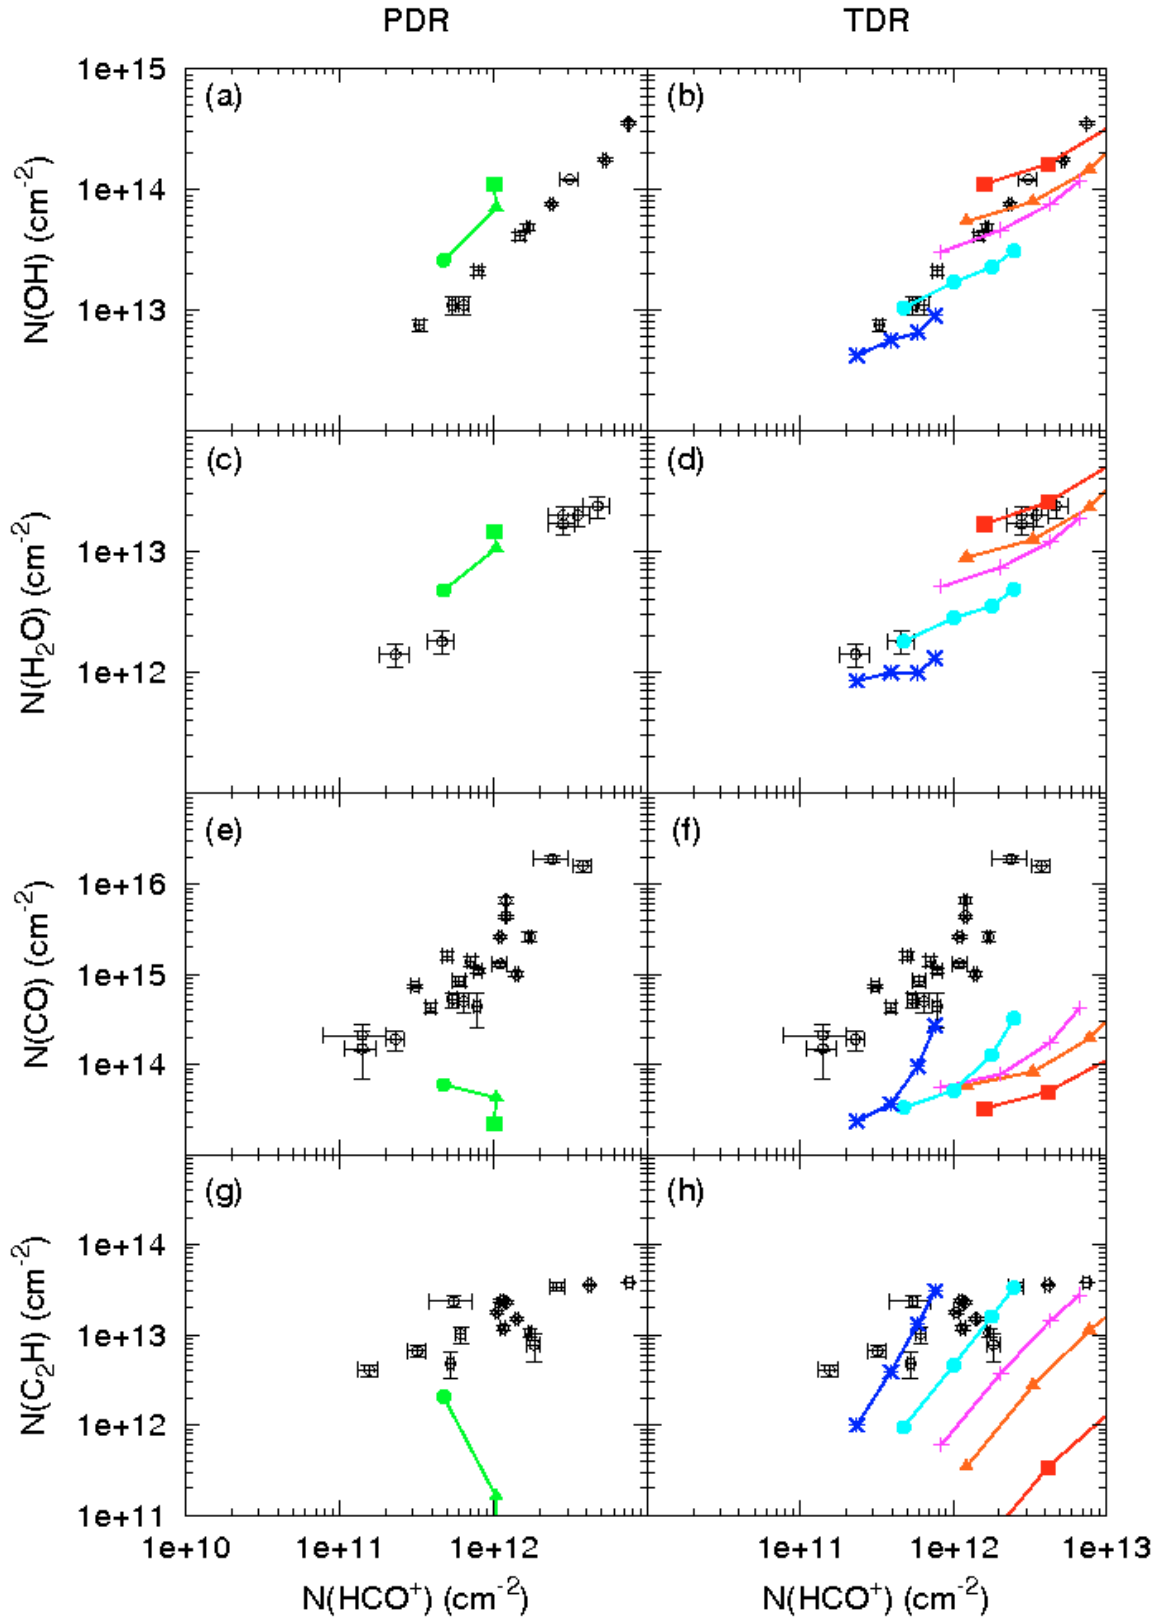 PDR TDR
1e+15
(a) (b)
1e+14
N(OH) (cm⁻²)
1e+13
(c) (d)
1e+13
N(H₂O) (cm⁻²)
1e+12
(e) (f)
1e+16
N(CO) (cm⁻²)
1e+15
1e+14
(g) (h)
1e+14
N(C₂H) (cm⁻²)
1e+13
1e+12
1e+11
1e+10 1e+11 1e+12 1e+11 1e+12 1e+13
N(HCO⁺) (cm⁻²) N(HCO⁺) (cm⁻²)